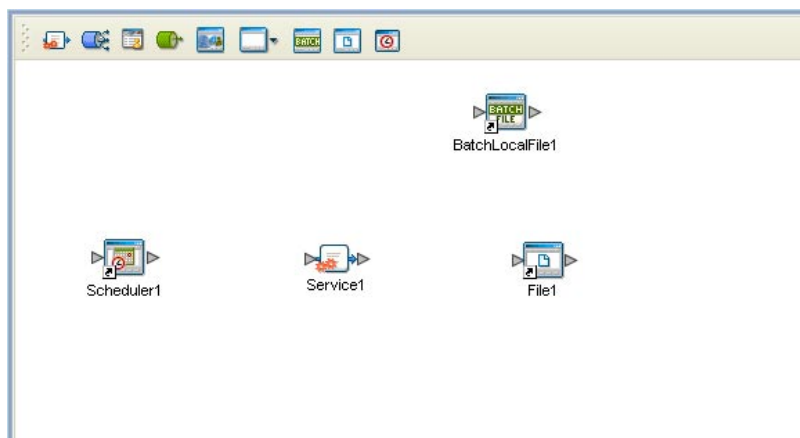 BATCH
BATCH
FILE
BatchLocalFile1
Scheduler1
Service1
File1